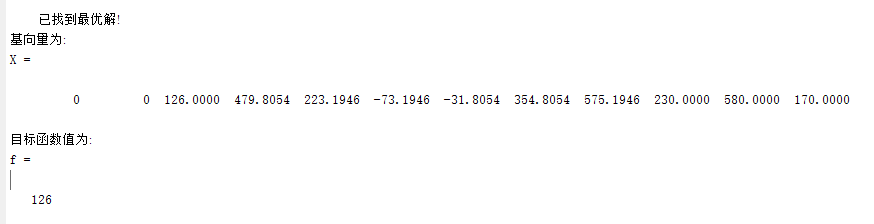 已找到最优解!
基向量为:
X =
0 0 126.0000 479.8054 223.1946 -73.1946 -31.8054 354.8054 575.1946 230.0000 580.0000 170.0000
目标函数值为:
f =
126